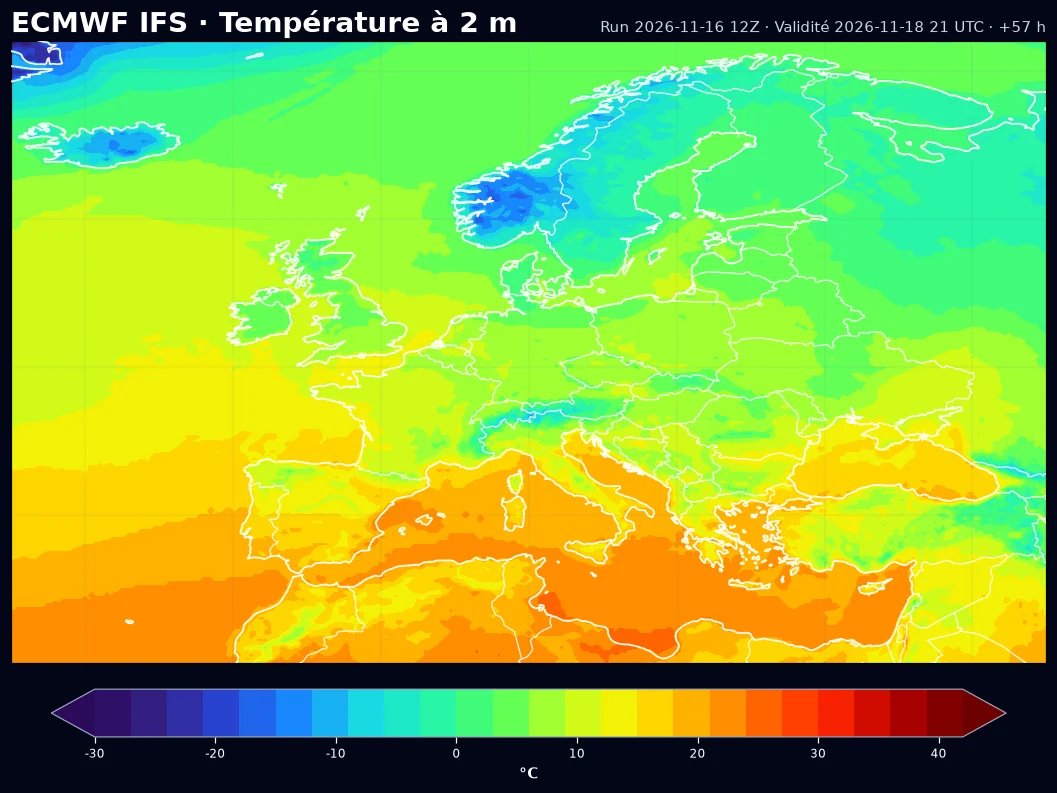 ECMWF IFS · Température à 2 m
Run 2026-11-16 12Z · Validité 2026-11-18 21 UTC · +57 h
-30 -20 -10 0 10 20 30 40
°C